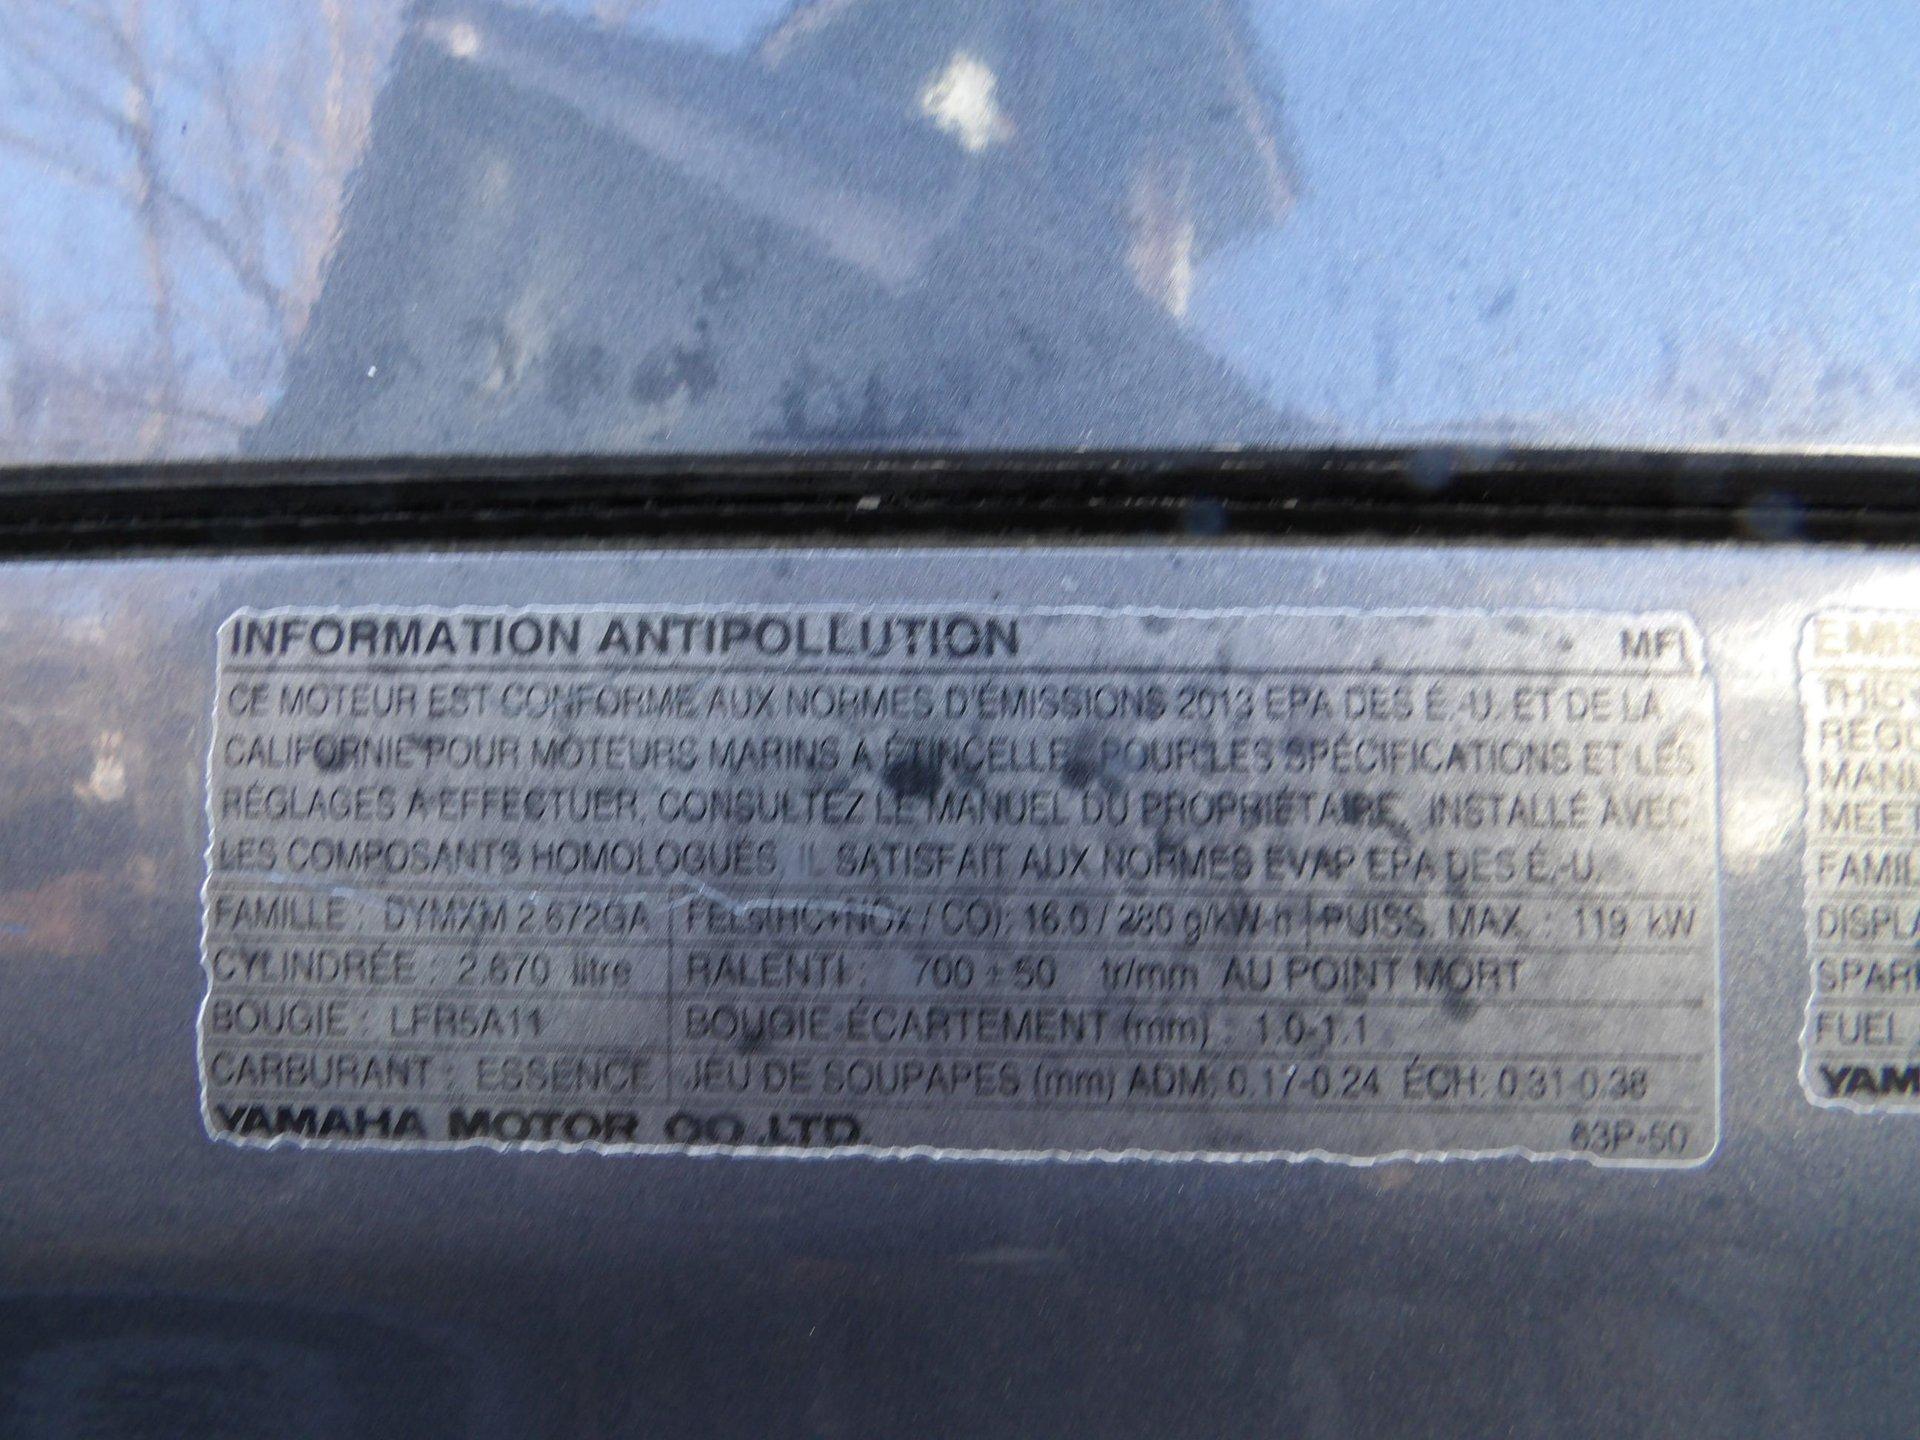 INFORMATION ANTIPOLLUTION MFI
CE MOTEUR EST CONFORME AUX NORMES D'ÉMISSIONS 2013 EPA DES É.-U. ET DE LA
CALIFORNIE POUR MOTEURS MARINS A ÉTINCELLE. POUR LES SPÉCIFICATIONS ET LES
RÉGLAGES A EFFECTUER, CONSULTEZ LE MANUEL DU PROPRIÉTAIRE. INSTALLÉ AVEC
LES COMPOSANTS HOMOLOGUÉS, IL SATISFAIT AUX NORMES EVAP EPA DES É.-U.
FAMILLE : DYMXM 2.672GA FELs(HC+NOx / CO): 16.0 / 280 g/kW-h PUISS. MAX. : 119 kW
CYLINDRÉE : 2.670 litre RALENTI : 700 ± 50 tr/mm AU POINT MORT
BOUGIE : LFR5A11 BOUGIE-ÉCARTEMENT (mm) : 1.0-1.1
CARBURANT : ESSENCE JEU DE SOUPAPES (mm) ADM: 0.17-0.24 ÉCH: 0.31-0.38
YAMAHA MOTOR CO.,LTD. 63P-50
THIS
MEET
FUEL